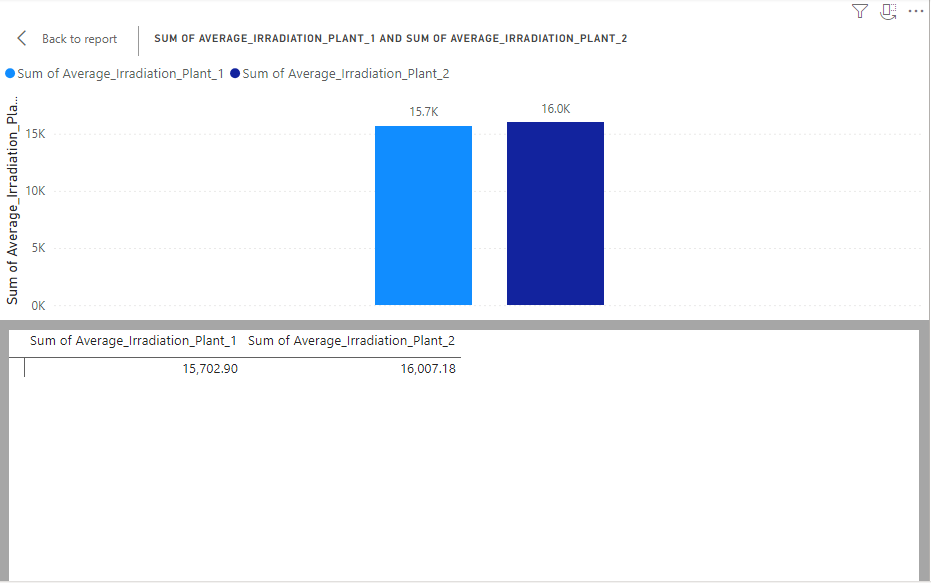 Back to report
SUM OF AVERAGE_IRRADIATION_PLANT_1 AND SUM OF AVERAGE_IRRADIATION_PLANT_2
Sum of Average_Irradiation_Plant_1 Sum of Average_Irradiation_Plant_2
Sum of Average_Irradiation_Pla...
15K
10K
5K
0K
15.7K
16.0K
Sum of Average_Irradiation_Plant_1 Sum of Average_Irradiation_Plant_2
15,702.90 16,007.18